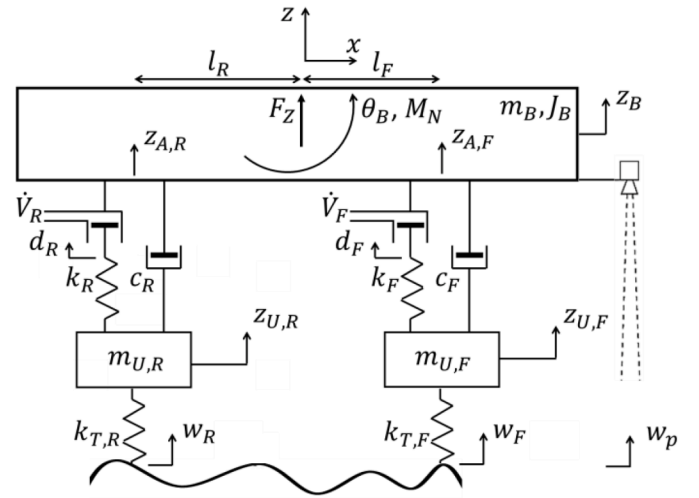 z
x
l_R l_F
F_Z θ_B, M_N m_B, J_B z_B
z_{A,R} z_{A,F}
V̇_R V̇_F
d_R d_F
k_R c_R k_F c_F
z_{U,R} z_{U,F}
m_{U,R} m_{U,F}
k_{T,R} w_R k_{T,F} w_F w_p